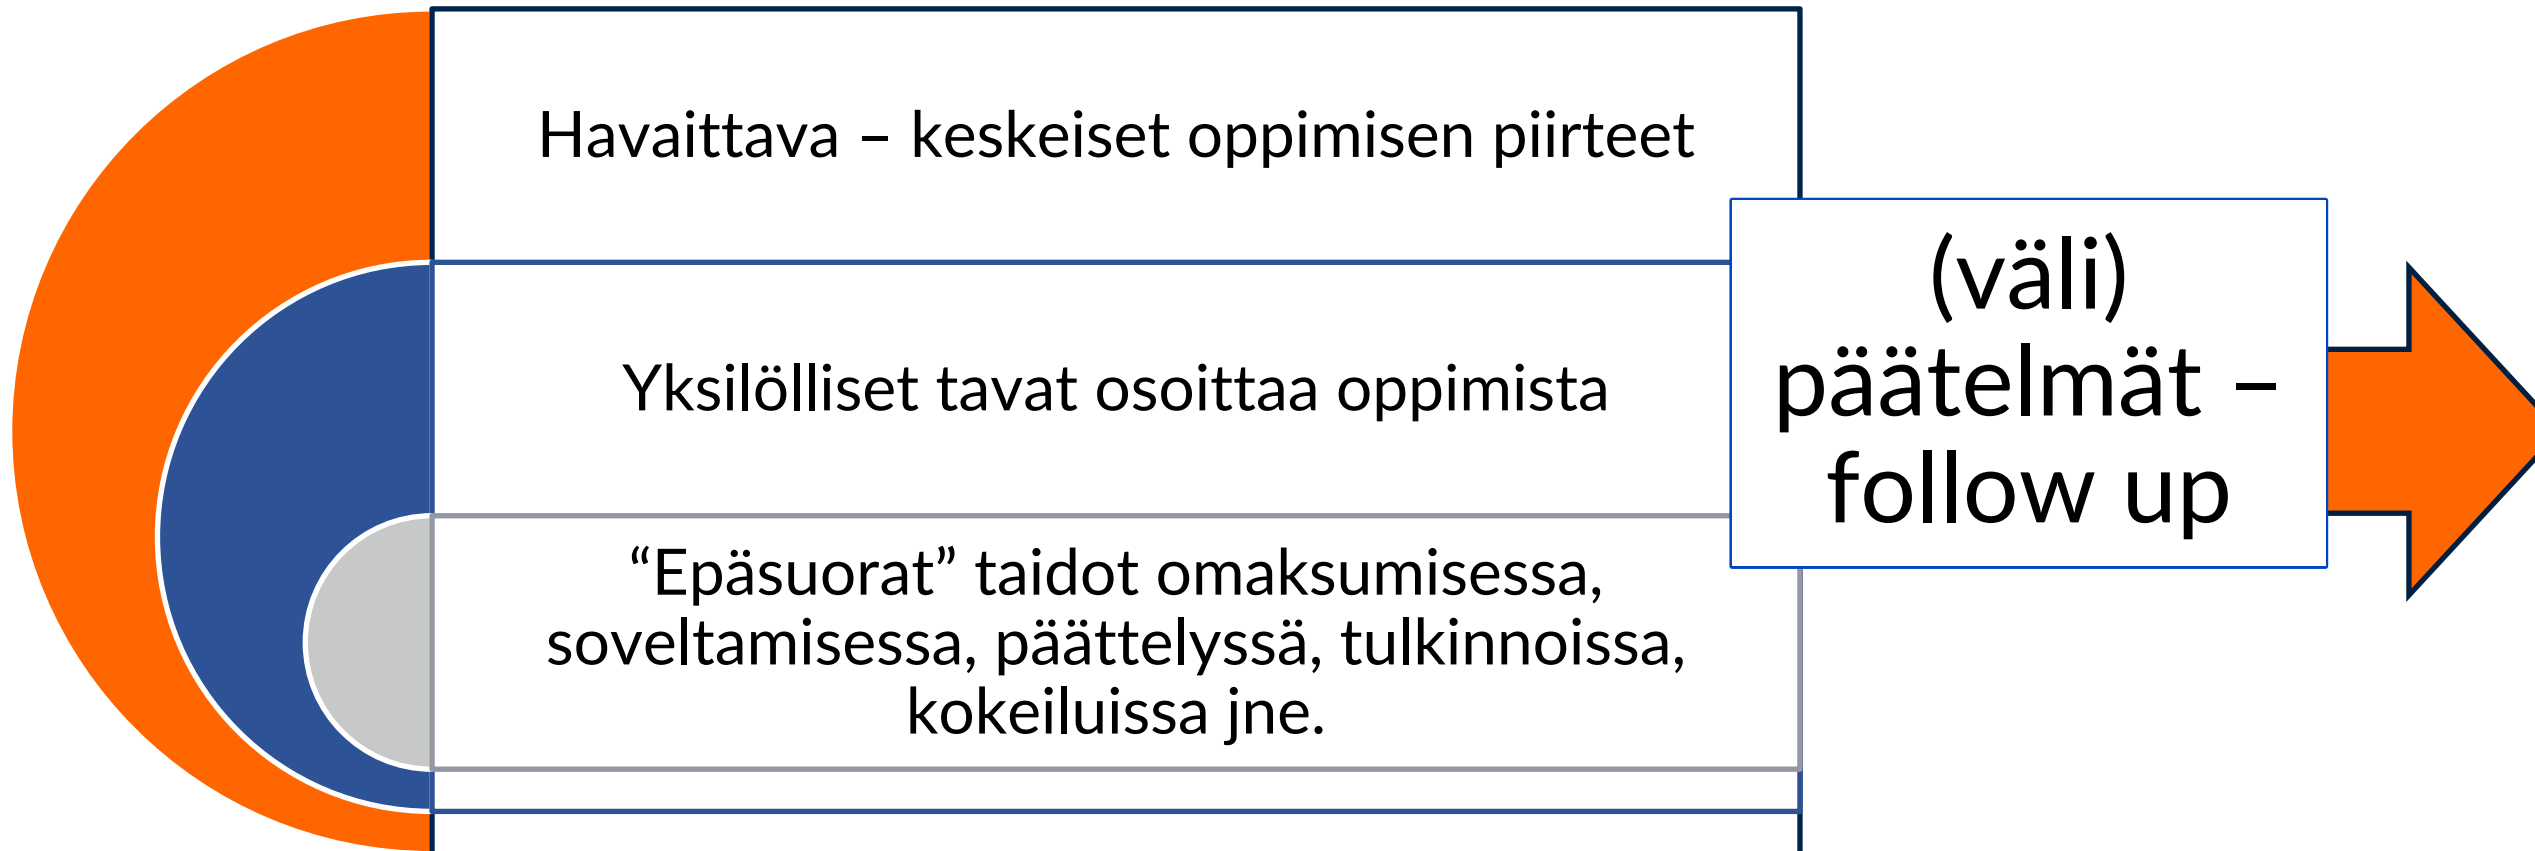 Havaittava – keskeiset oppimisen piirteet
Yksilölliset tavat osoittaa oppimista
“Epäsuorat” taidot omaksumisessa,
soveltamisessa, päättelyssä, tulkinnoissa,
kokeiluissa jne.
(väli)
päätelmät –
follow up